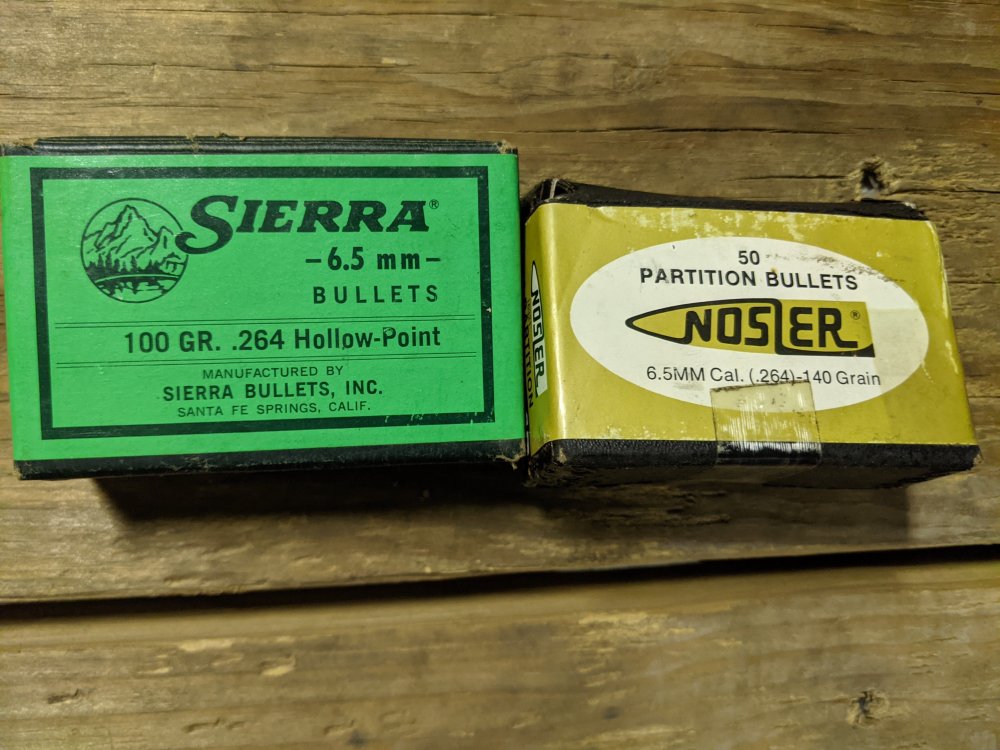 SIERRA®
-6.5 mm-
BULLETS
100 GR. .264 Hollow-Point
MANUFACTURED BY
SIERRA BULLETS, INC.
SANTA FE SPRINGS, CALIF.
NOSLER
PARTITION
50
PARTITION BULLETS
NOSLER®
6.5MM Cal. (.264)-140 Grain